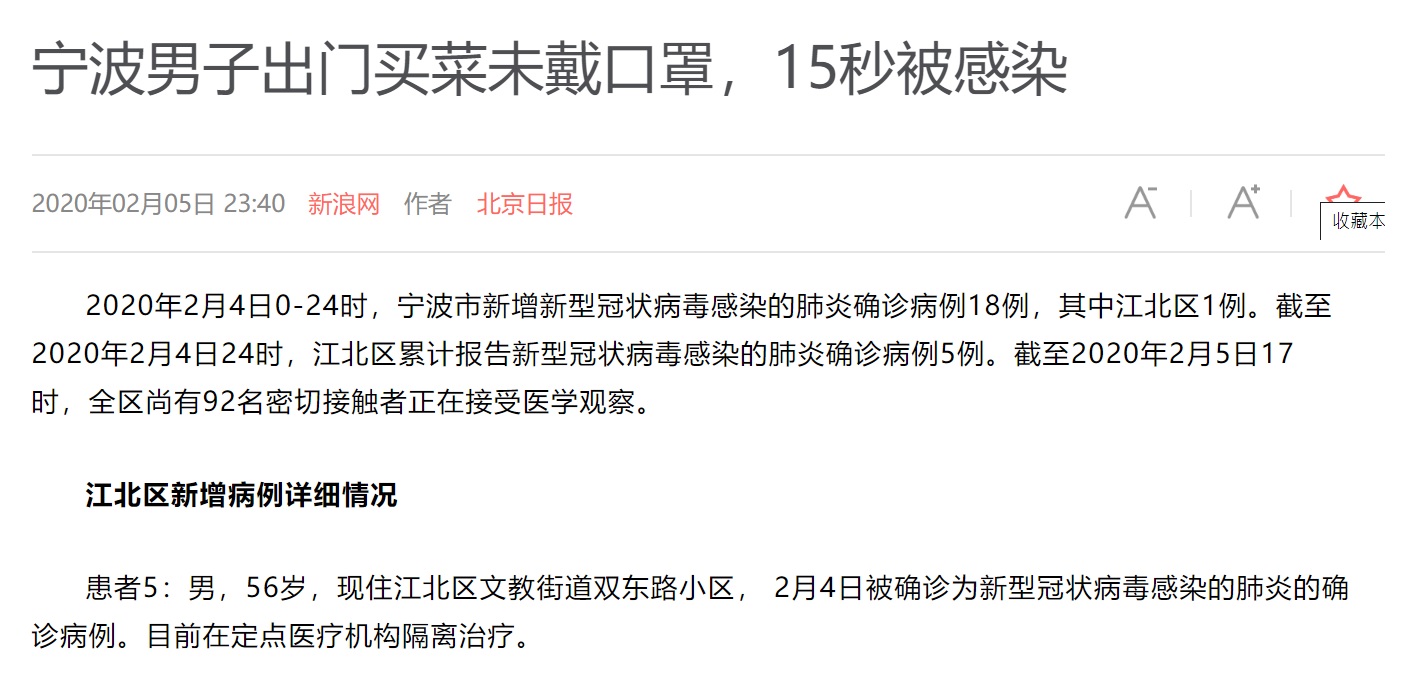 宁波男子出门买菜未戴口罩，15秒被感染
2020年02月05日 23:40 新浪网 作者 北京日报
A- A+
收藏本
2020年2月4日0-24时，宁波市新增新型冠状病毒感染的肺炎确诊病例18例，其中江北区1例。截至
2020年2月4日24时，江北区累计报告新型冠状病毒感染的肺炎确诊病例5例。截至2020年2月5日17
时，全区尚有92名密切接触者正在接受医学观察。
江北区新增病例详细情况
患者5：男，56岁，现住江北区文教街道双东路小区， 2月4日被确诊为新型冠状病毒感染的肺炎的确
诊病例。目前在定点医疗机构隔离治疗。